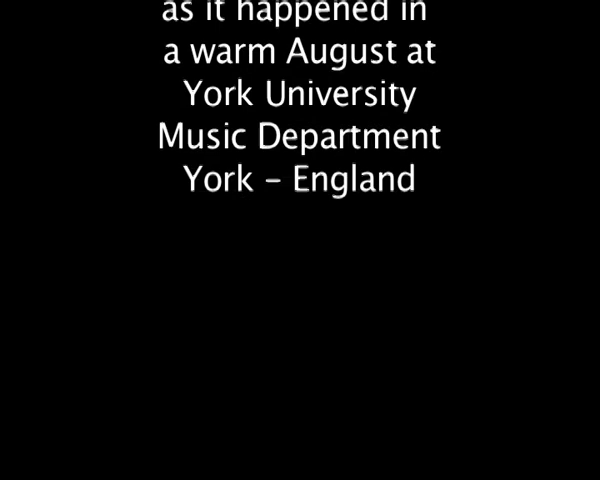 as it happened in
a warm August at
York University
Music Department
York – England